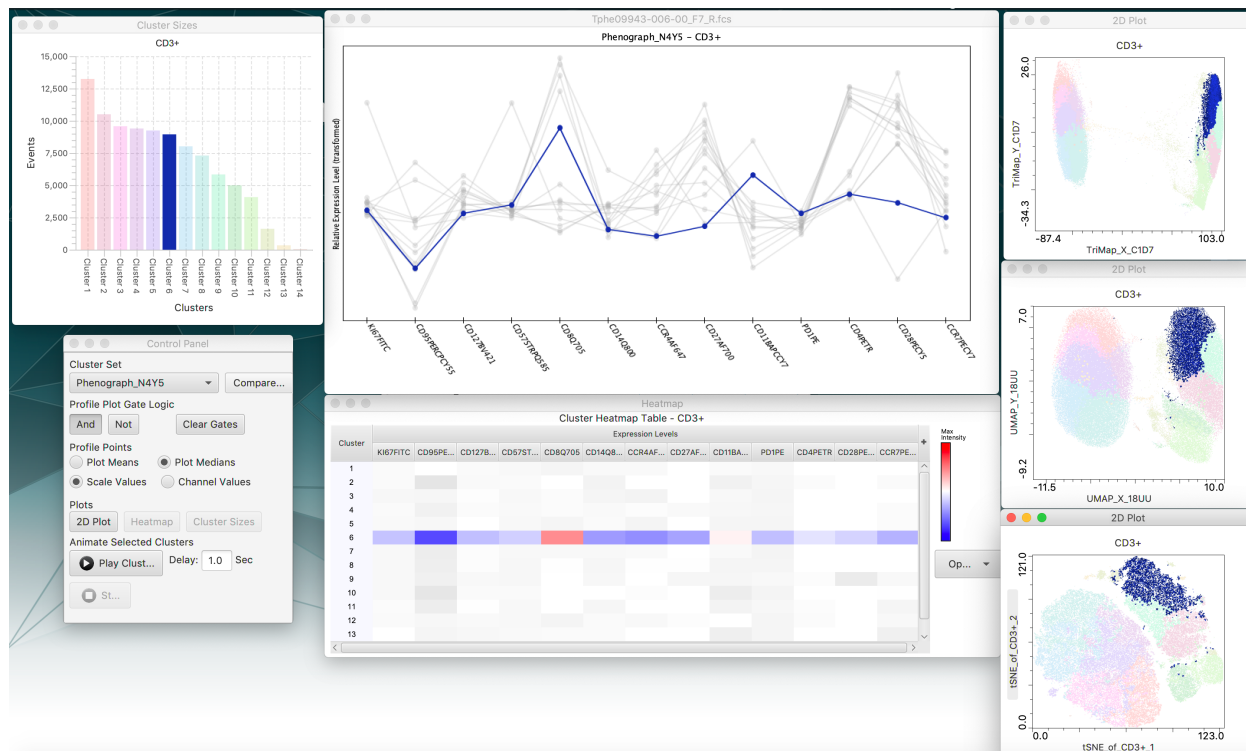 Cluster Sizes
CD3+
15,000
12,500
10,000
7,500
5,000
2,500
0
Events
Cluster 1
Cluster 2
Cluster 3
Cluster 4
Cluster 5
Cluster 6
Cluster 7
Cluster 8
Cluster 9
Cluster 10
Cluster 11
Cluster 12
Cluster 13
Cluster 14
Clusters
Control Panel
Cluster Set
Phenograph_N4Y5
Compare...
Profile Plot Gate Logic
And
Not
Clear Gates
Profile Points
Plot Means
Plot Medians
Scale Values
Channel Values
Plots
2D Plot
Heatmap
Cluster Sizes
Animate Selected Clusters
Play Clust...
Delay:
1.0
Sec
St...
Tphe09943-006-00_F7_R.fcs
Phenograph_N4Y5 - CD3+
Relative Expression Level (transformed)
KI67FITC
CD95PERCPCY55
CD127BV421
CD57STRPQ585
CD8Q705
CD14Q800
CCR4AF647
CD27AF700
CD11BAPCCY7
PD1PE
CD4PETR
CD28PECY5
CCR7PECY7
Heatmap
Cluster Heatmap Table - CD3+
Cluster
Expression Levels
+
KI67FITC CD95PE... CD127B... CD57ST... CD8Q705 CD14Q8... CCR4AF... CD27AF... CD11BA... PD1PE CD4PETR CD28PE... CCR7PE...
1
2
3
4
5
6
7
8
9
10
11
12
13
Max
Intensity
Op...
2D Plot
CD3+
26.0
TriMap_Y_C1D7
-34.3
-87.4
103.0
TriMap_X_C1D7
2D Plot
CD3+
7.0
UMAP_Y_18UU
-9.2
-11.5
10.0
UMAP_X_18UU
2D Plot
CD3+
121.0
tSNE_of_CD3+_2
0.0
0.0
123.0
tSNE_of_CD3+_1